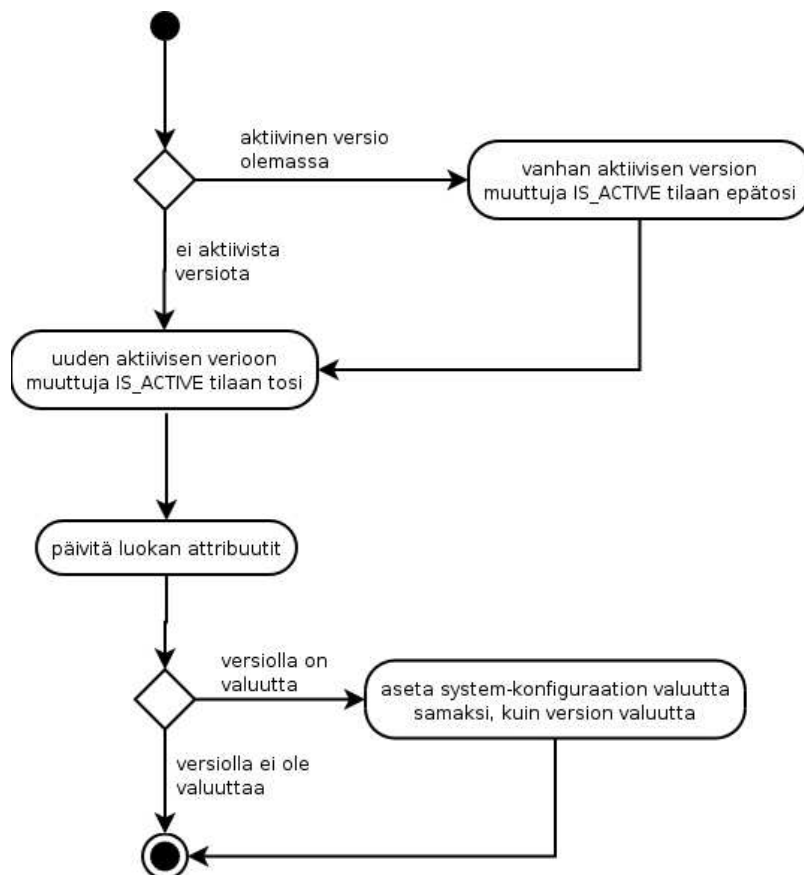 aktiivinen versio
olemassa
vanhan aktiivisen version
muuttuja IS_ACTIVE tilaan epätosi
ei aktiivista
versiota
uuden aktiivisen verioon
muuttuja IS_ACTIVE tilaan tosi
päivitä luokan attribuutit
versiolla on
valuutta
aseta system-konfiguraation valuutta
samaksi, kuin version valuutta
versiolla ei ole
valuuttaa